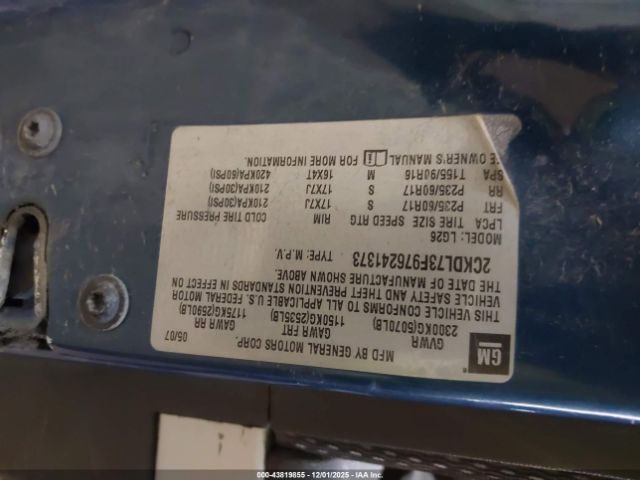 GM
MFD BY GENERAL MOTORS CORP.
05/07
GVWR GAWR FRT GAWR RR
2300KG(5070LB) 1150KG(2535LB) 1175KG(2590LB)
THIS VEHICLE CONFORMS TO ALL APPLICABLE U.S. FEDERAL MOTOR
VEHICLE SAFETY AND THEFT PREVENTION STANDARDS IN EFFECT ON
THE DATE OF MANUFACTURE SHOWN ABOVE.
2CKDL73F976241373 TYPE: M.P.V.
MODEL: LG26
LPCA TIRE SIZE SPEED RTG RIM COLD TIRE PRESSURE
FRT P235/60R17 S 17X7J 210KPA(30PSI)
RR P235/60R17 S 17X7J 210KPA(30PSI)
SPA T165/90R16 M 16X4T 420KPA(60PSI)
OWNER'S MANUAL FOR MORE INFORMATION.
000-43819855 | 12/01/2025 - IAAI.COM